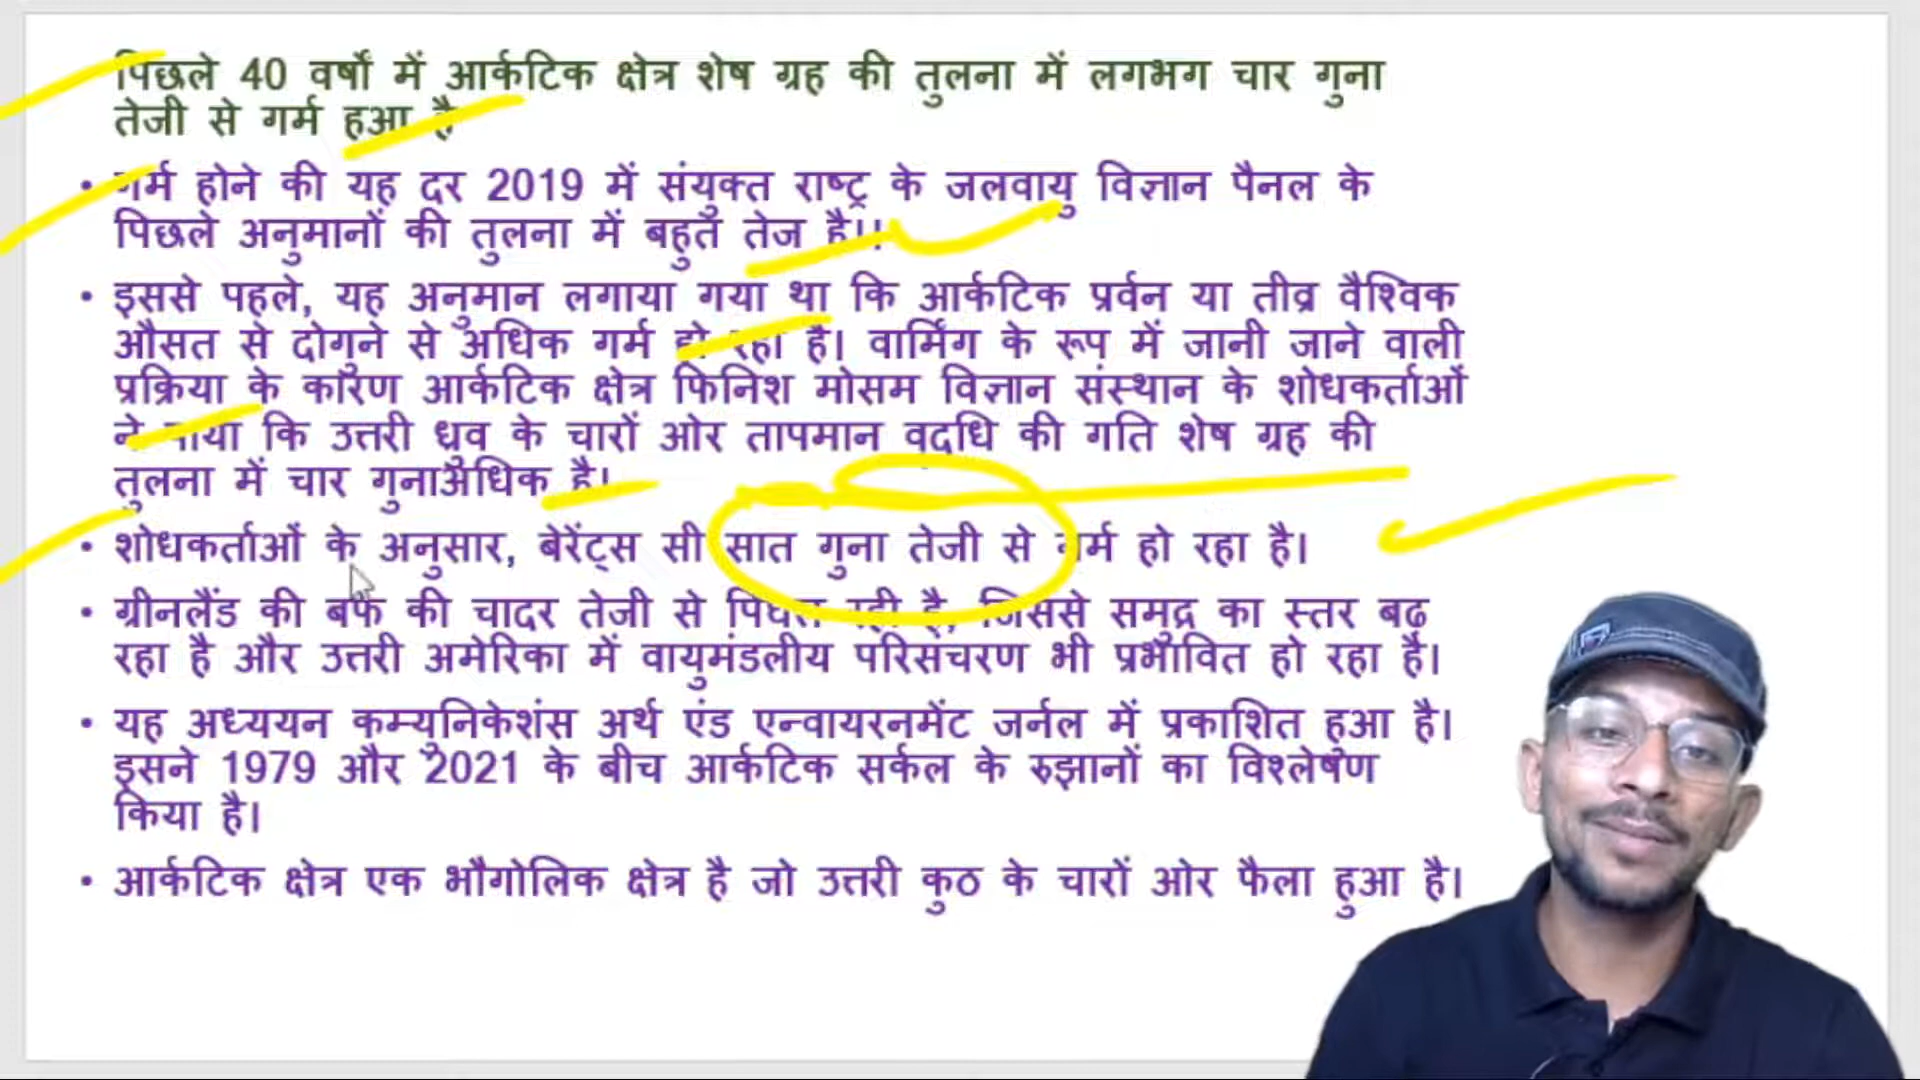 पिछले 40 वर्षों में आर्कटिक क्षेत्र शेष ग्रह की तुलना में लगभग चार गुना
तेजी से गर्म हुआ है
• गर्म होने की यह दर 2019 में संयुक्त राष्ट्र के जलवायु विज्ञान पैनल के
पिछले अनुमानों की तुलना में बहुत तेज है।।
• इससे पहले, यह अनुमान लगाया गया था कि आर्कटिक प्रर्वन या तीव्र वैश्विक
औसत से दोगुने से अधिक गर्म हो रहा है। वार्मिंग के रूप में जानी जाने वाली
प्रक्रिया के कारण आर्कटिक क्षेत्र फिनिश मोसम विज्ञान संस्थान के शोधकर्ताओं
ने पाया कि उत्तरी ध्रुव के चारों ओर तापमान वृद्धि की गति शेष ग्रह की
तुलना में चार गुनाअधिक है।
• शोधकर्ताओं के अनुसार, बेरेंट्स सी सात गुना तेजी से गर्म हो रहा है।
• ग्रीनलैंड की बर्फ की चादर तेजी से पिघल रही है, जिससे समुद्र का स्तर बढ़
रहा है और उत्तरी अमेरिका में वायुमंडलीय परिसंचरण भी प्रभावित हो रहा है।
• यह अध्ययन कम्युनिकेशंस अर्थ एंड एन्वायरनमेंट जर्नल में प्रकाशित हुआ है।
इसने 1979 और 2021 के बीच आर्कटिक सर्कल के रुझानों का विश्लेषण
किया है।
• आर्कटिक क्षेत्र एक भौगोलिक क्षेत्र है जो उत्तरी कुठ के चारों ओर फैला हुआ है।